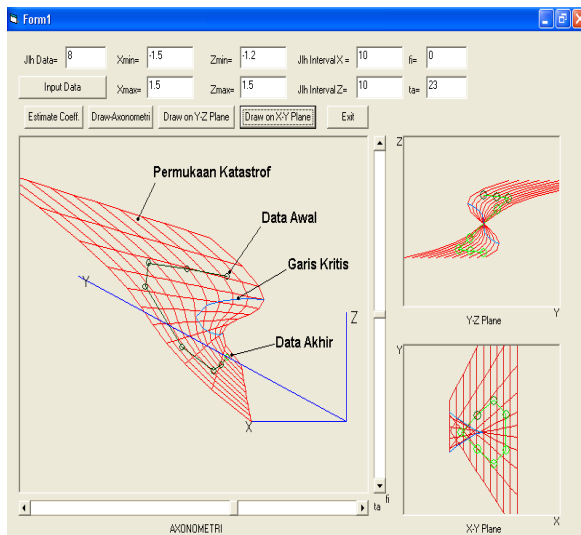 Form1
Jlh Data= 8 Xmin= -1.5 Zmin= -1.2 Jlh Interval X = 10 fi= 0
Input Data Xmax= 1.5 Zmax= 1.5 Jlh Interval Z= 10 ta= 23
Estimate Coeff. Draw-Axonometri Draw on Y-Z Plane Draw on X-Y Plane Exit
Permukaan Katastrof
Data Awal
Garis Kritis
Data Akhir
Y
Z
X
fi
ta
AXONOMETRI
Z
Y
Y-Z Plane
Y
X
X-Y Plane